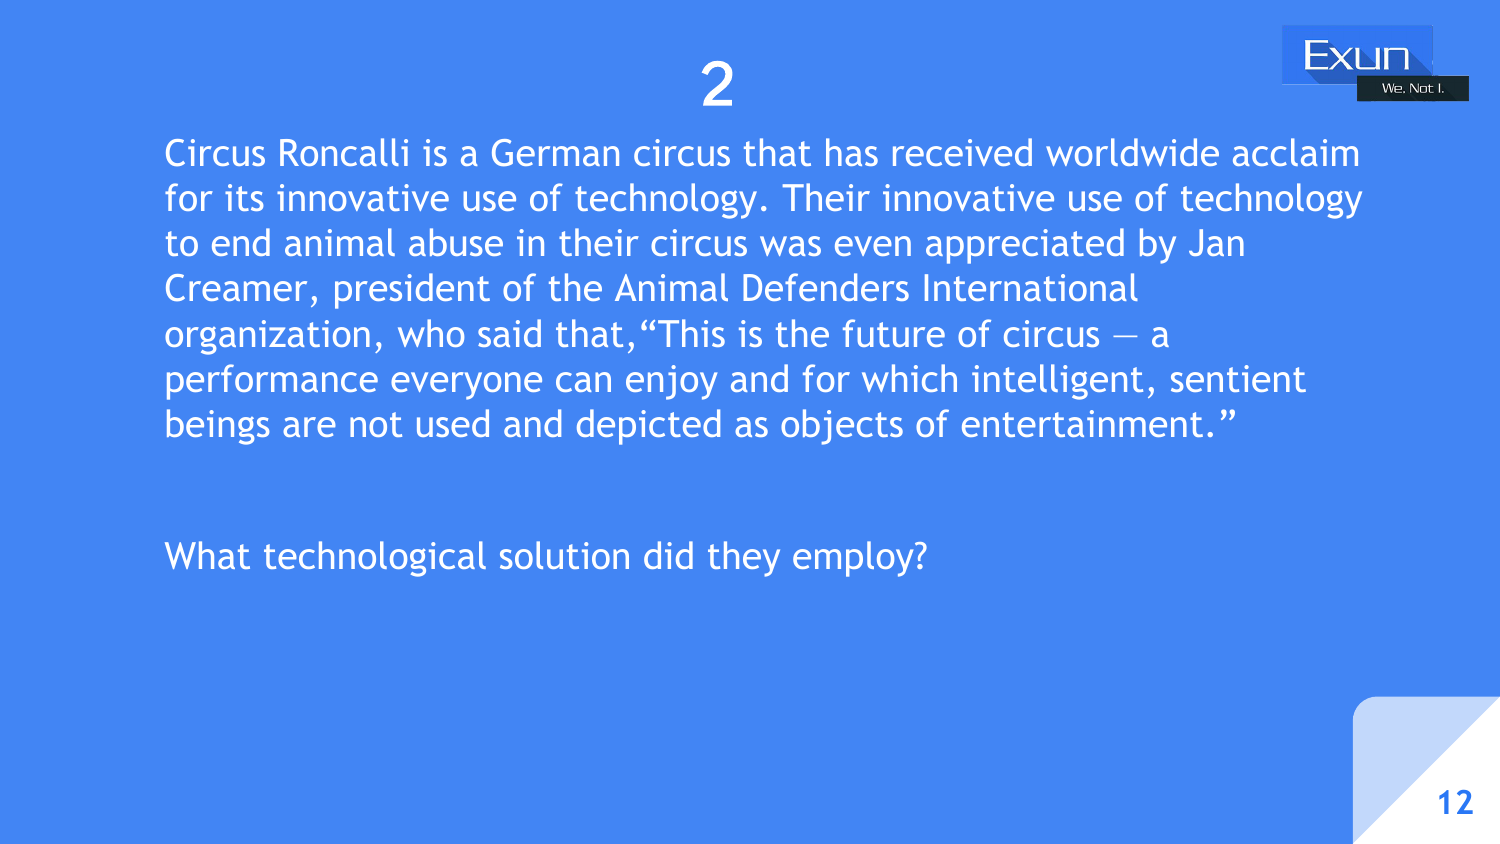 2
Exun
We. Not I.
Circus Roncalli is a German circus that has received worldwide acclaim
for its innovative use of technology. Their innovative use of technology
to end animal abuse in their circus was even appreciated by Jan
Creamer, president of the Animal Defenders International
organization, who said that,“This is the future of circus — a
performance everyone can enjoy and for which intelligent, sentient
beings are not used and depicted as objects of entertainment.”
What technological solution did they employ?
12